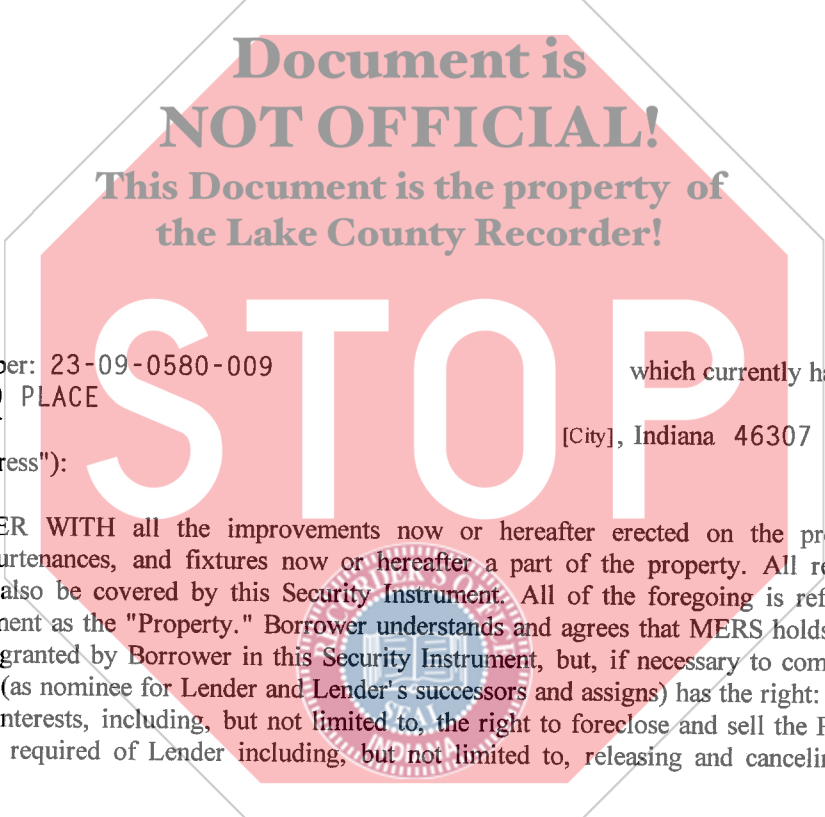 Document is
NOT OFFICIAL!
This Document is the property of
the Lake County Recorder!
STOP
ber: 23-09-0580-009 which currently ha
PLACE
[City], Indiana 46307
ress"):
ER WITH all the improvements now or hereafter erected on the pr
urtenances, and fixtures now or hereafter a part of the property. All r
also be covered by this Security Instrument. All of the foregoing is ref
ment as the "Property." Borrower understands and agrees that MERS holds
granted by Borrower in this Security Instrument, but, if necessary to com
(as nominee for Lender and Lender's successors and assigns) has the right:
nterests, including, but not limited to, the right to foreclose and sell the P
required of Lender including, but not limited to, releasing and cancelin
RECORDER'S OFFICE
SEAL
INDIANA